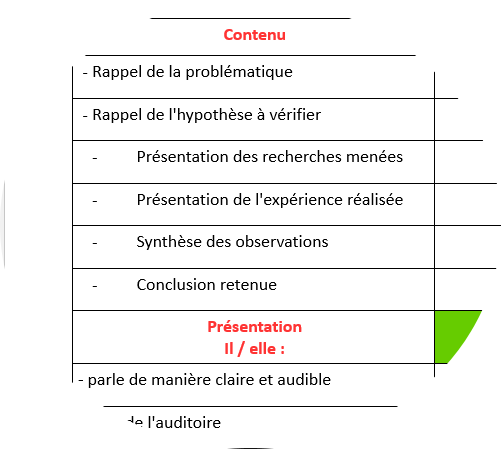 Contenu
- Rappel de la problématique
- Rappel de l'hypothèse à vérifier
- Présentation des recherches menées
- Présentation de l'expérience réalisée
- Synthèse des observations
- Conclusion retenue
Présentation
Il / elle :
- parle de manière claire et audible
de l'auditoire